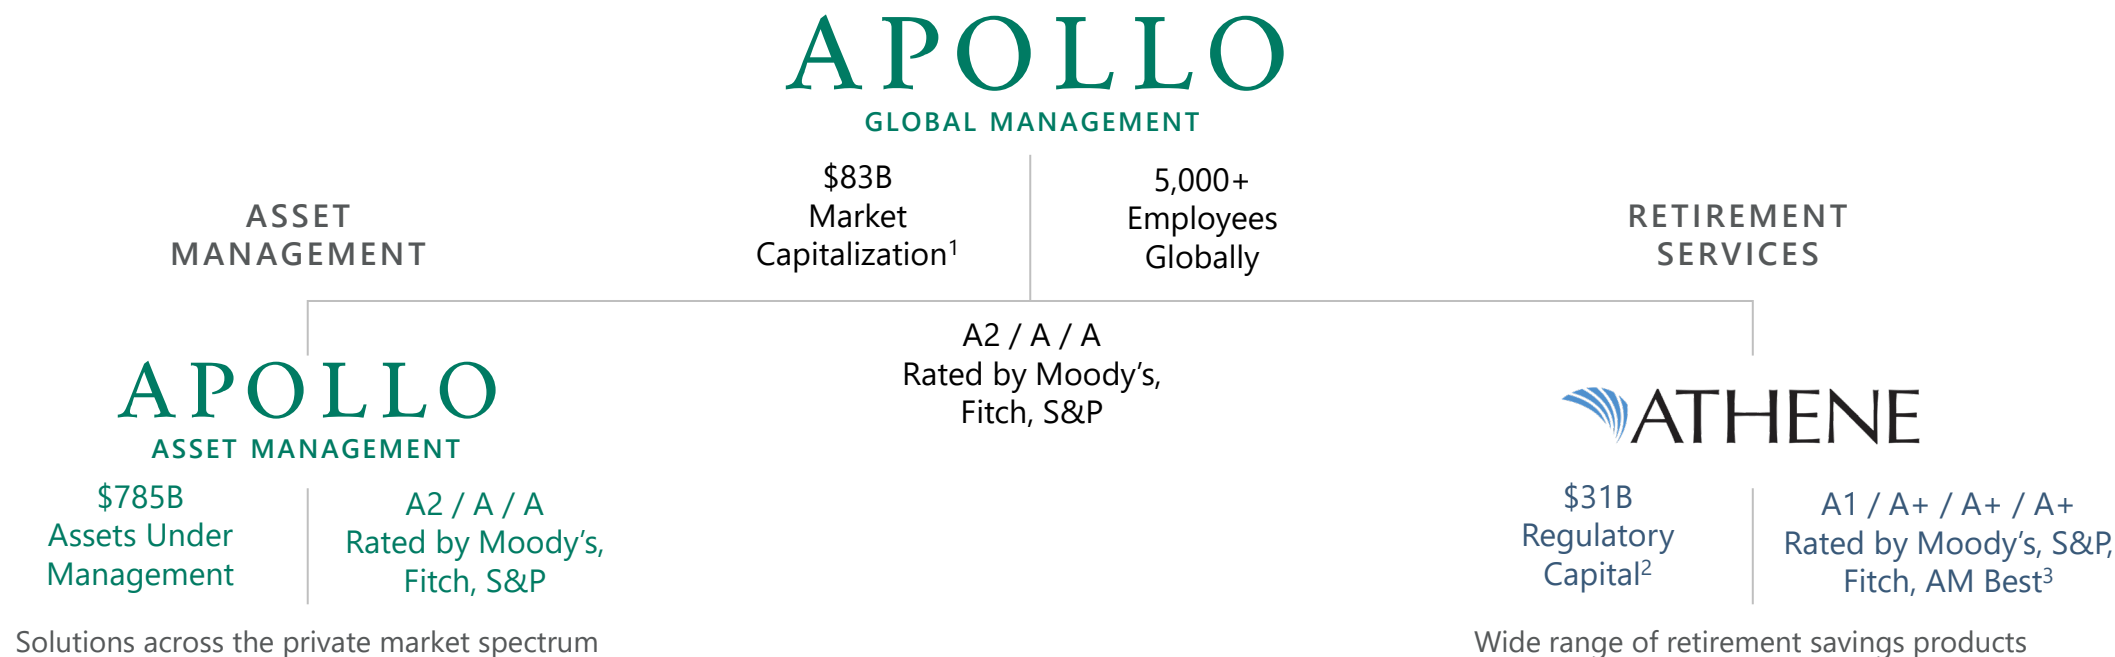 APOLLO
GLOBAL MANAGEMENT
$83B
Market
Capitalization¹
5,000+
Employees
Globally
A2 / A / A
Rated by Moody’s,
Fitch, S&P
ASSET
MANAGEMENT
APOLLO
ASSET MANAGEMENT
$785B
Assets Under
Management
A2 / A / A
Rated by Moody’s,
Fitch, S&P
Solutions across the private market spectrum
RETIREMENT
SERVICES
ATHENE
$31B
Regulatory
Capital²
A1 / A+ / A+ / A+
Rated by Moody’s, S&P,
Fitch, AM Best³
Wide range of retirement savings products